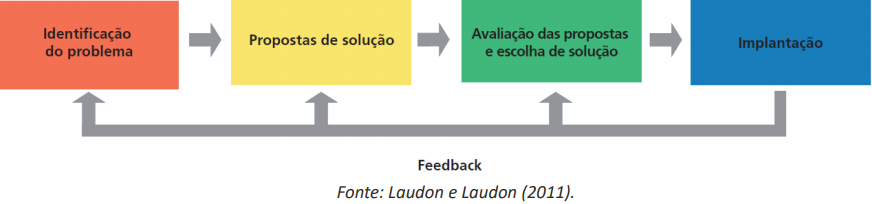 Identificação
do problema
Propostas de solução
Avaliação das propostas
e escolha de solução
Implantação
Feedback
Fonte: Laudon e Laudon (2011).